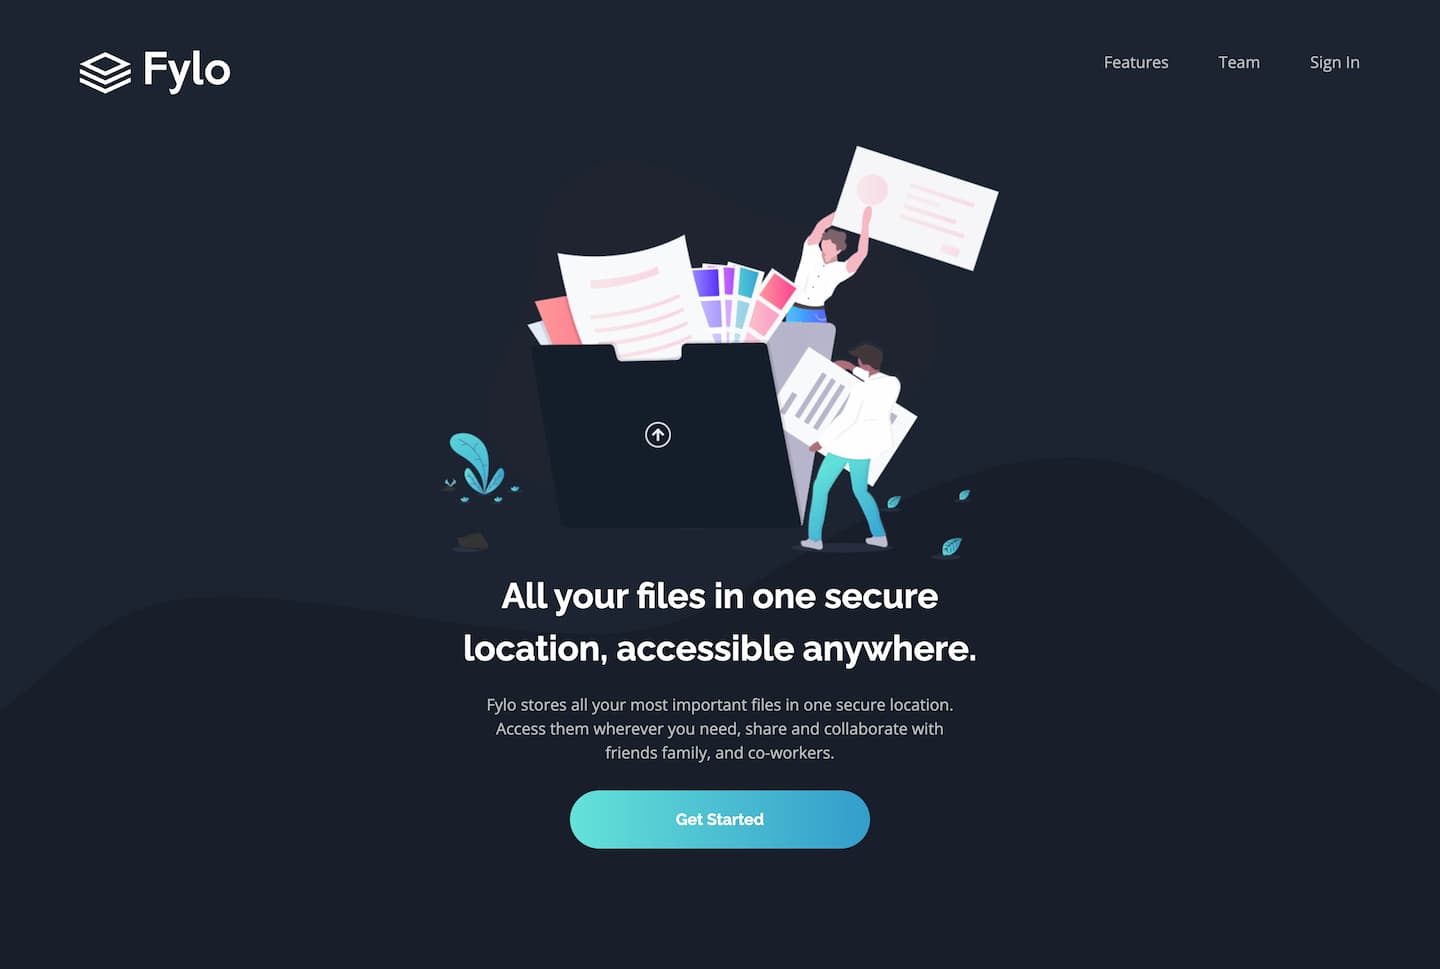 Fylo
Features
Team
Sign In
All your files in one secure
location, accessible anywhere.
Fylo stores all your most important files in one secure location.
Access them wherever you need, share and collaborate with
friends family, and co-workers.
Get Started